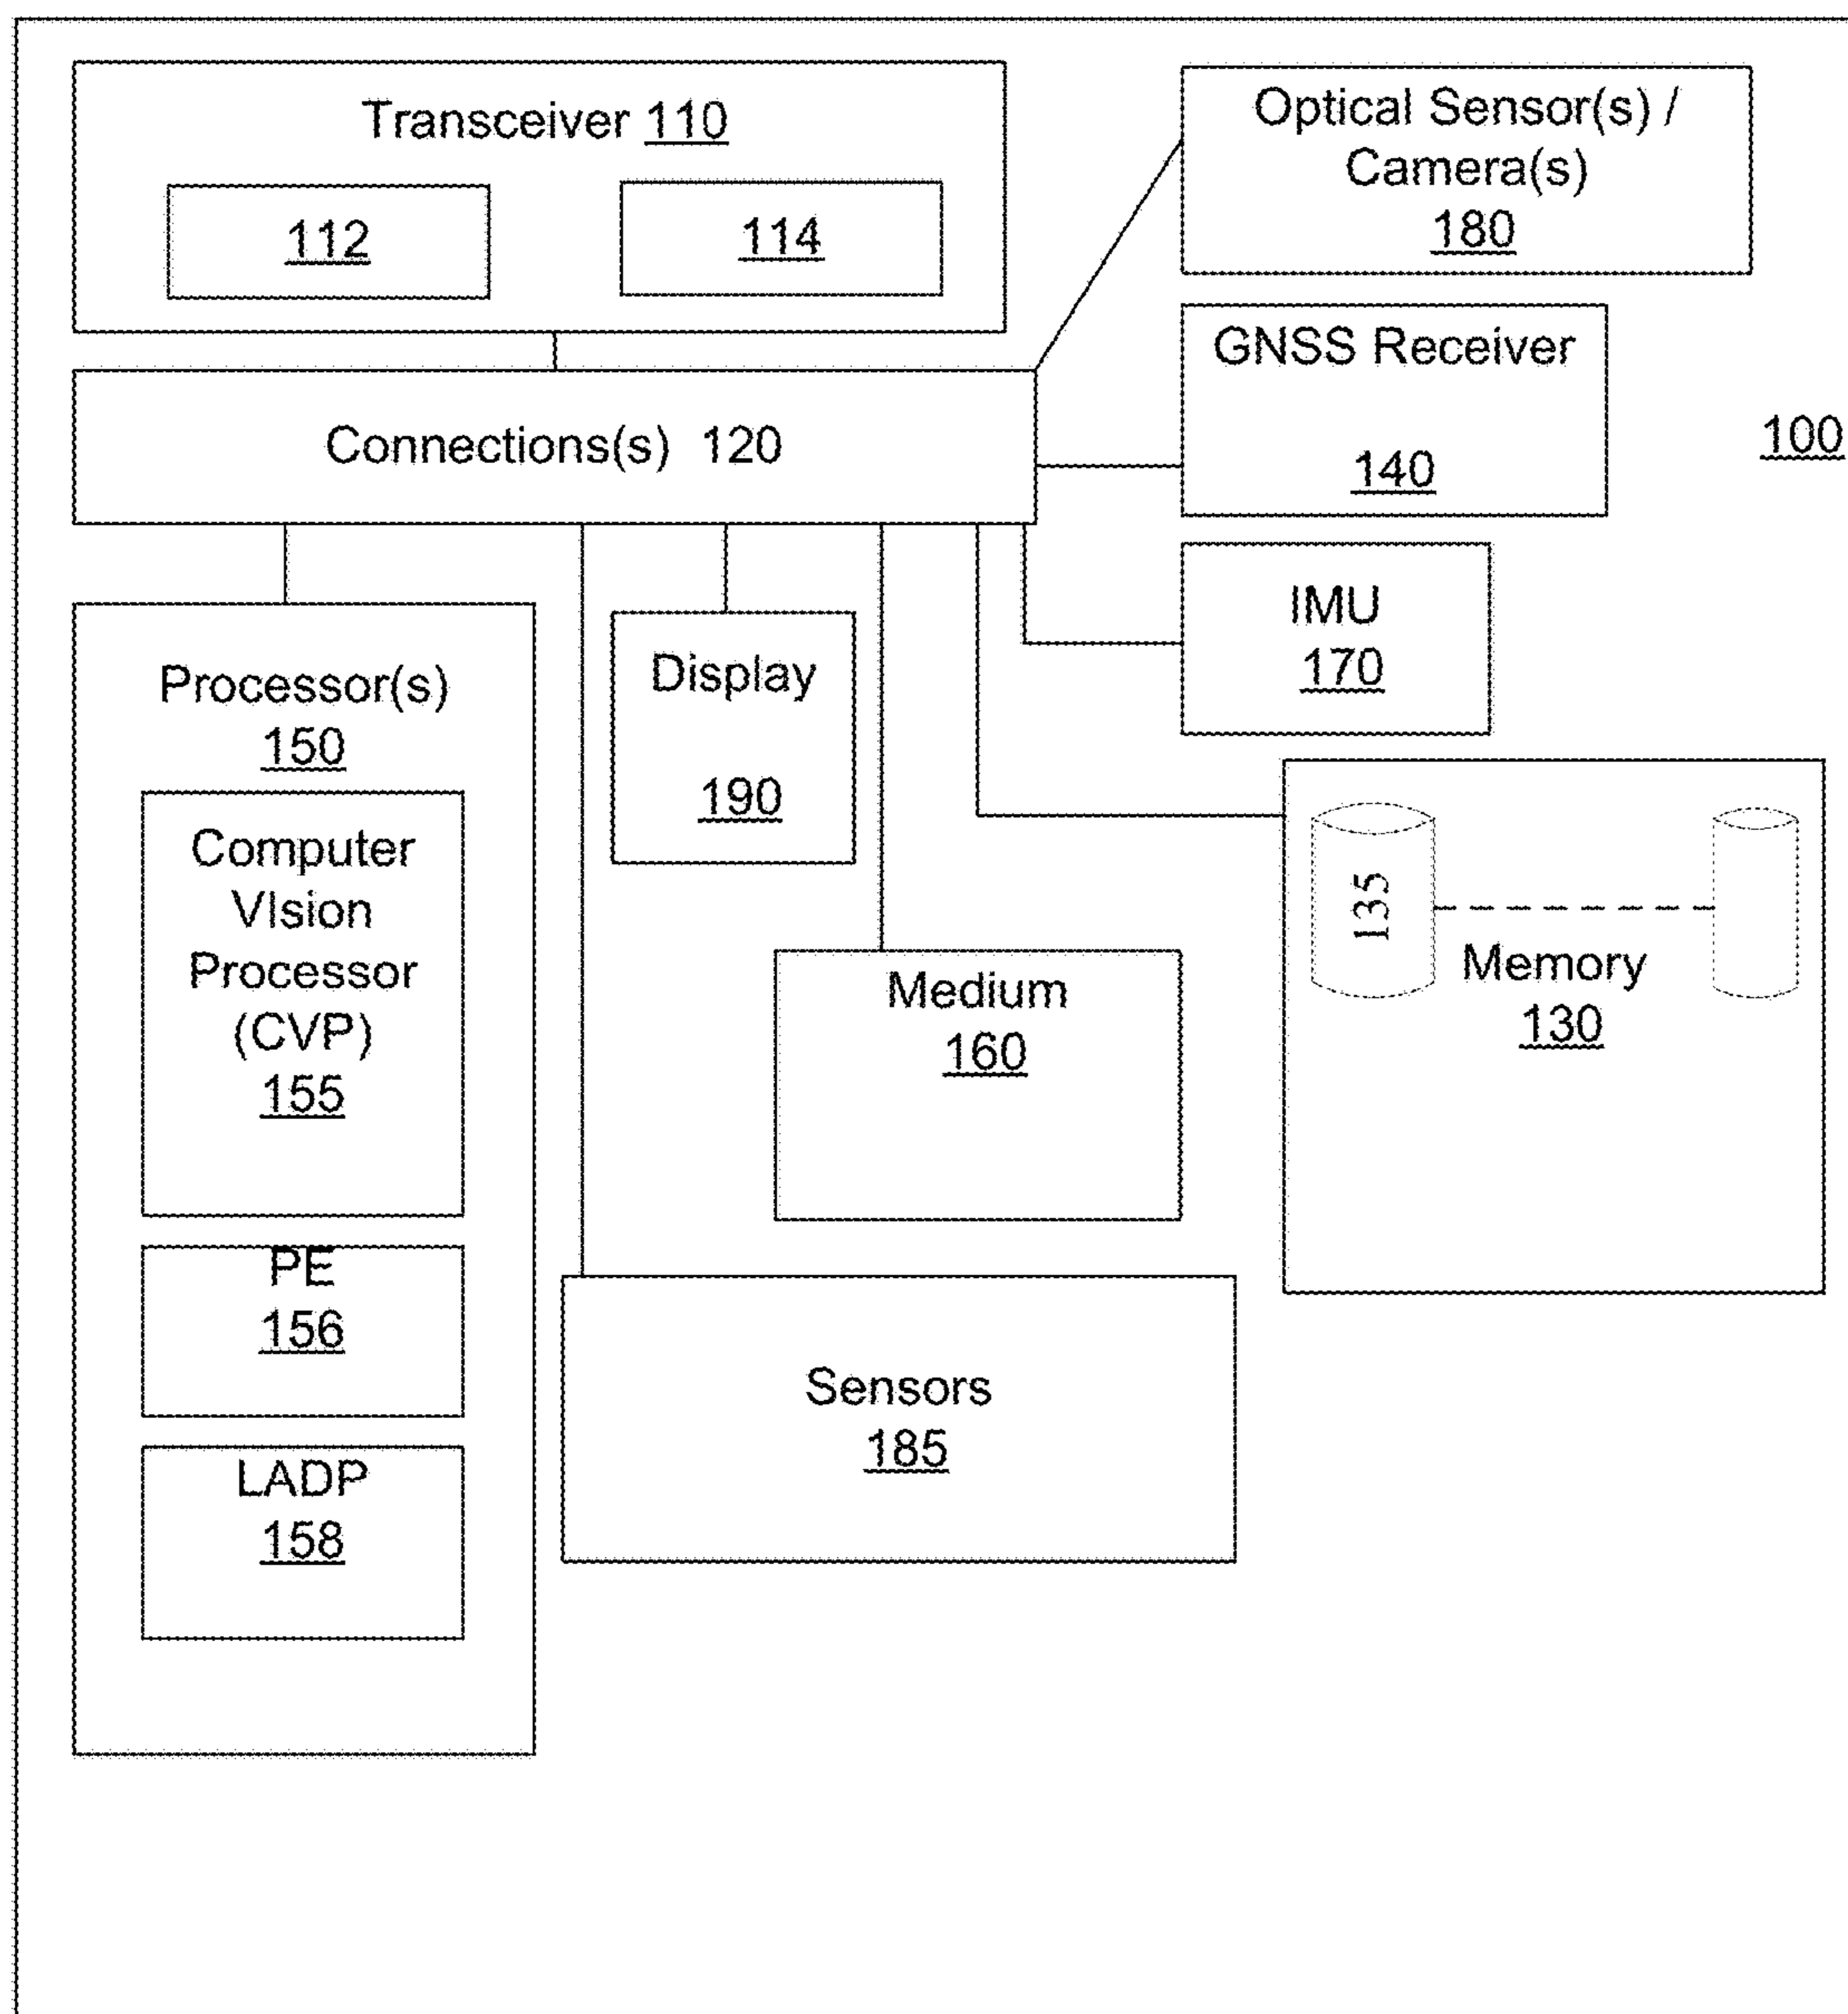 Transceiver 110
112
114
Optical Sensor(s) /
Camera(s)
180
Connections(s) 120
GNSS Receiver
140
100
IMU
170
Processor(s)
150
Computer
VIsion
Processor
(CVP)
155
PE
156
LADP
158
Display
190
Medium
160
135
Memory
130
Sensors
185